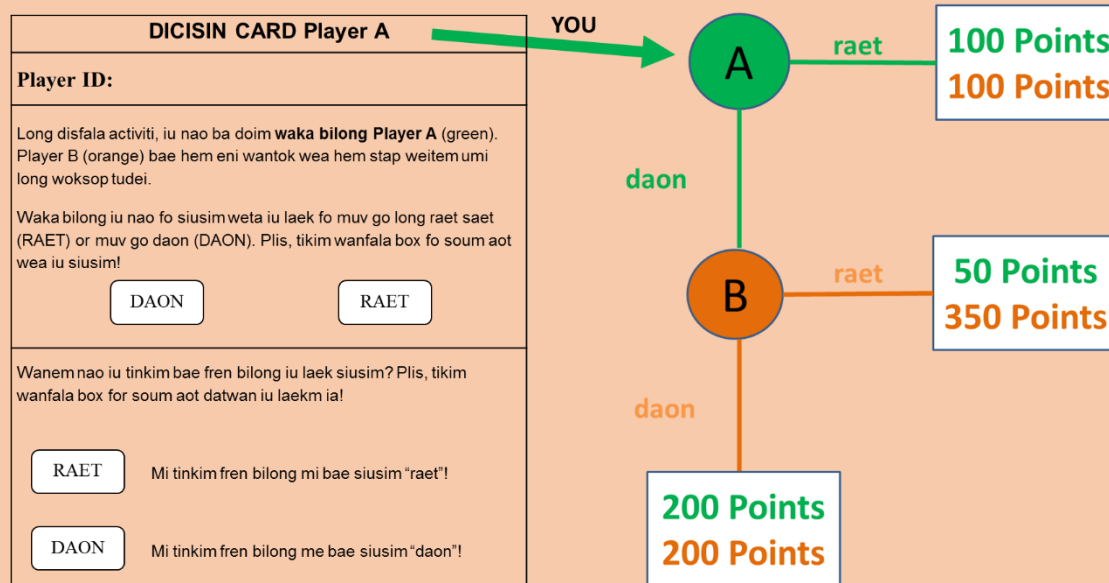 DICISIN CARD Player A
Player ID:
Long disfala activiti, iu nao ba doim waka bilong Player A (green).
Player B (orange) bae hem eni wantok wea hem stap weitem umi
long woksop tudei.
Waka bilong iu nao fo siusim weta iu laek fo muv go long raet saet
(RAET) or muv go daon (DAON). Plis, tikim wanfala box fo soum aot
wea iu siusim!
DAON
RAET
Wanem nao iu tinkim bae fren bilong iu laek siusim? Plis, tikim
wanfala box for soum aot datwan iu laekm ia!
RAET
Mi tinkim fren bilong mi bae siusim “raet”!
DAON
Mi tinkim fren bilong me bae siusim “daon”!
YOU
A
raet
100 Points
100 Points
daon
B
raet
50 Points
350 Points
daon
200 Points
200 Points